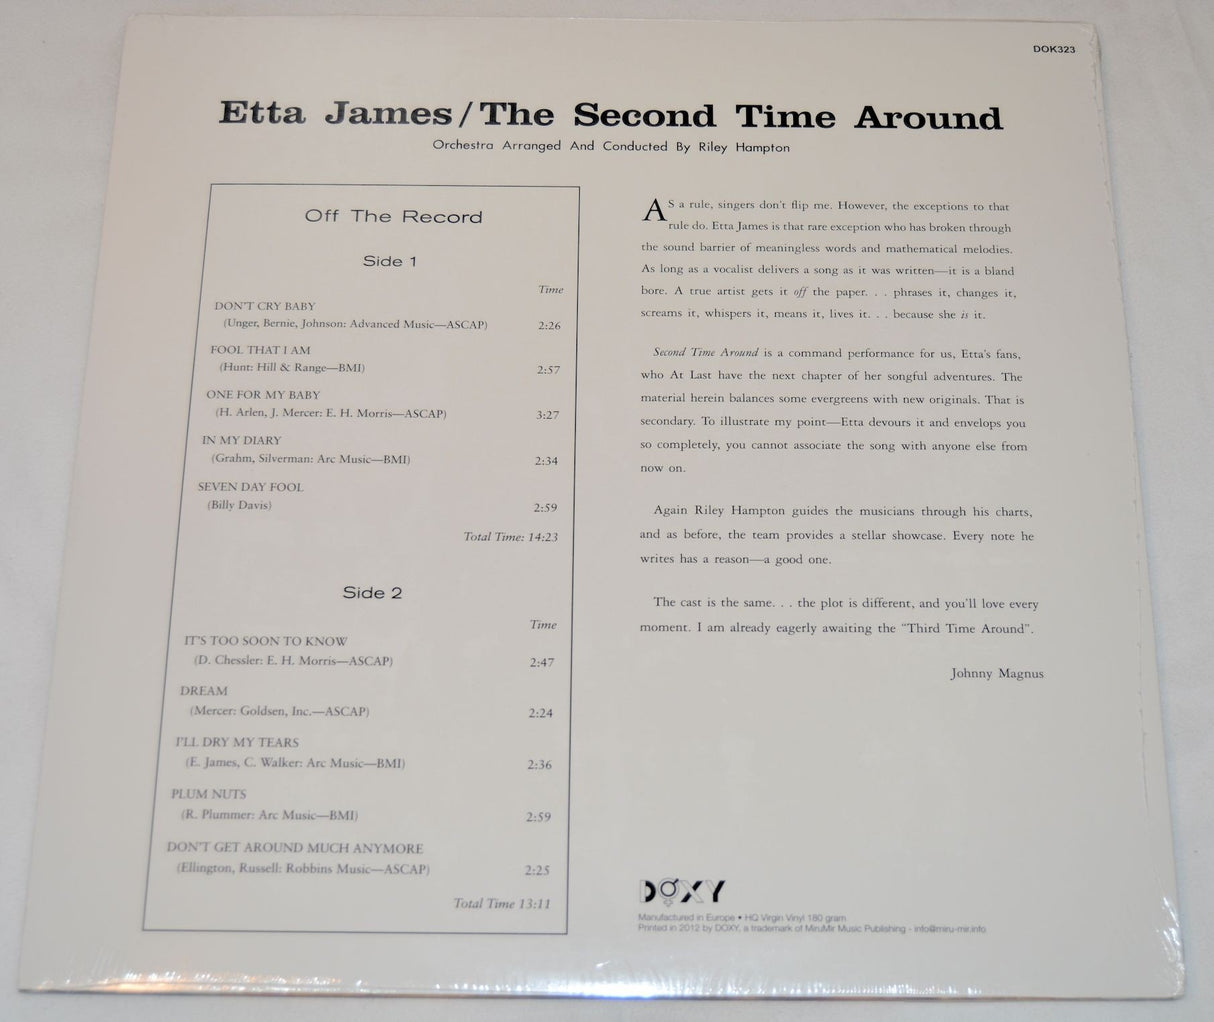 DOK323
Etta James/The Second Time Around
Orchestra Arranged And Conducted By Riley Hampton
Off The Record
Side 1
Time
DON'T CRY BABY
(Unger, Bernie, Johnson: Advanced Music—ASCAP) 2:26
FOOL THAT I AM
(Hunt: Hill & Range—BMI) 2:57
ONE FOR MY BABY
(H. Arlen, J. Mercer: E. H. Morris—ASCAP) 3:27
IN MY DIARY
(Grahm, Silverman: Arc Music—BMI) 2:34
SEVEN DAY FOOL
(Billy Davis) 2:59
Total Time: 14:23
Side 2
Time
IT'S TOO SOON TO KNOW
(D. Chessler: E. H. Morris—ASCAP) 2:47
DREAM
(Mercer: Goldsen, Inc.—ASCAP) 2:24
I'LL DRY MY TEARS
(E. James, C. Walker: Arc Music—BMI) 2:36
PLUM NUTS
(R. Plummer: Arc Music—BMI) 2:59
DON'T GET AROUND MUCH ANYMORE
(Ellington, Russell: Robbins Music—ASCAP) 2:25
Total Time 13:11
AS a rule, singers don't flip me. However, the exceptions to that
rule do. Etta James is that rare exception who has broken through
the sound barrier of meaningless words and mathematical melodies.
As long as a vocalist delivers a song as it was written—it is a bland
bore. A true artist gets it off the paper. . . phrases it, changes it,
screams it, whispers it, means it, lives it. . . because she is it.
Second Time Around is a command performance for us, Etta's fans,
who At Last have the next chapter of her songful adventures. The
material herein balances some evergreens with new originals. That is
secondary. To illustrate my point—Etta devours it and envelops you
so completely, you cannot associate the song with anyone else from
now on.
Again Riley Hampton guides the musicians through his charts,
and as before, the team provides a stellar showcase. Every note he
writes has a reason—a good one.
The cast is the same. . . the plot is different, and you'll love every
moment. I am already eagerly awaiting the "Third Time Around".
Johnny Magnus
DOXY
Manufactured in Europe • HQ Virgin Vinyl 180 gram
Printed in 2012 by DOXY, a trademark of MiruMir Music Publishing - info@miru-mir.info